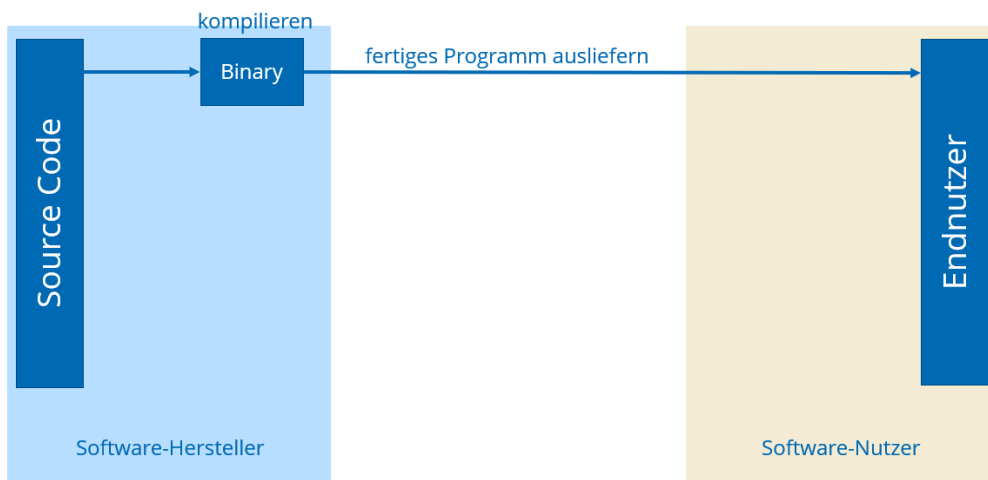 kompilieren
Source Code
Binary
fertiges Programm ausliefern
Endnutzer
Software-Hersteller
Software-Nutzer